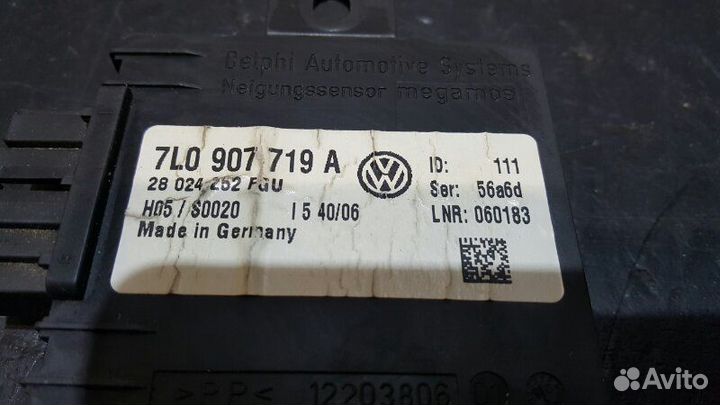 Delphi Automotive Systems
Neigungssensor megamos
7L0 907 719 A
28 024 252 FGU
H05 / S0020 I 5 40/06
Made in Germany
ID: 111
Ser: 56a6d
LNR: 060183
>PP< 12203806
Avito